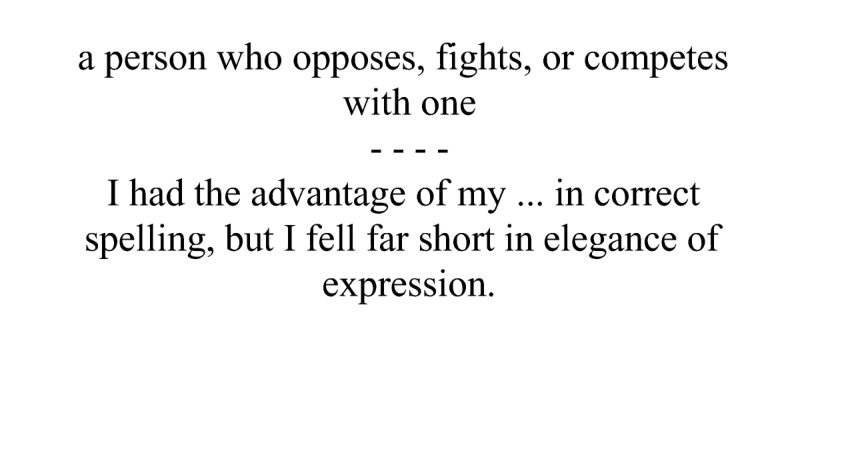 a person who opposes, fights, or competes
with one
- - - -
I had the advantage of my ... in correct
spelling, but I fell far short in elegance of
expression.